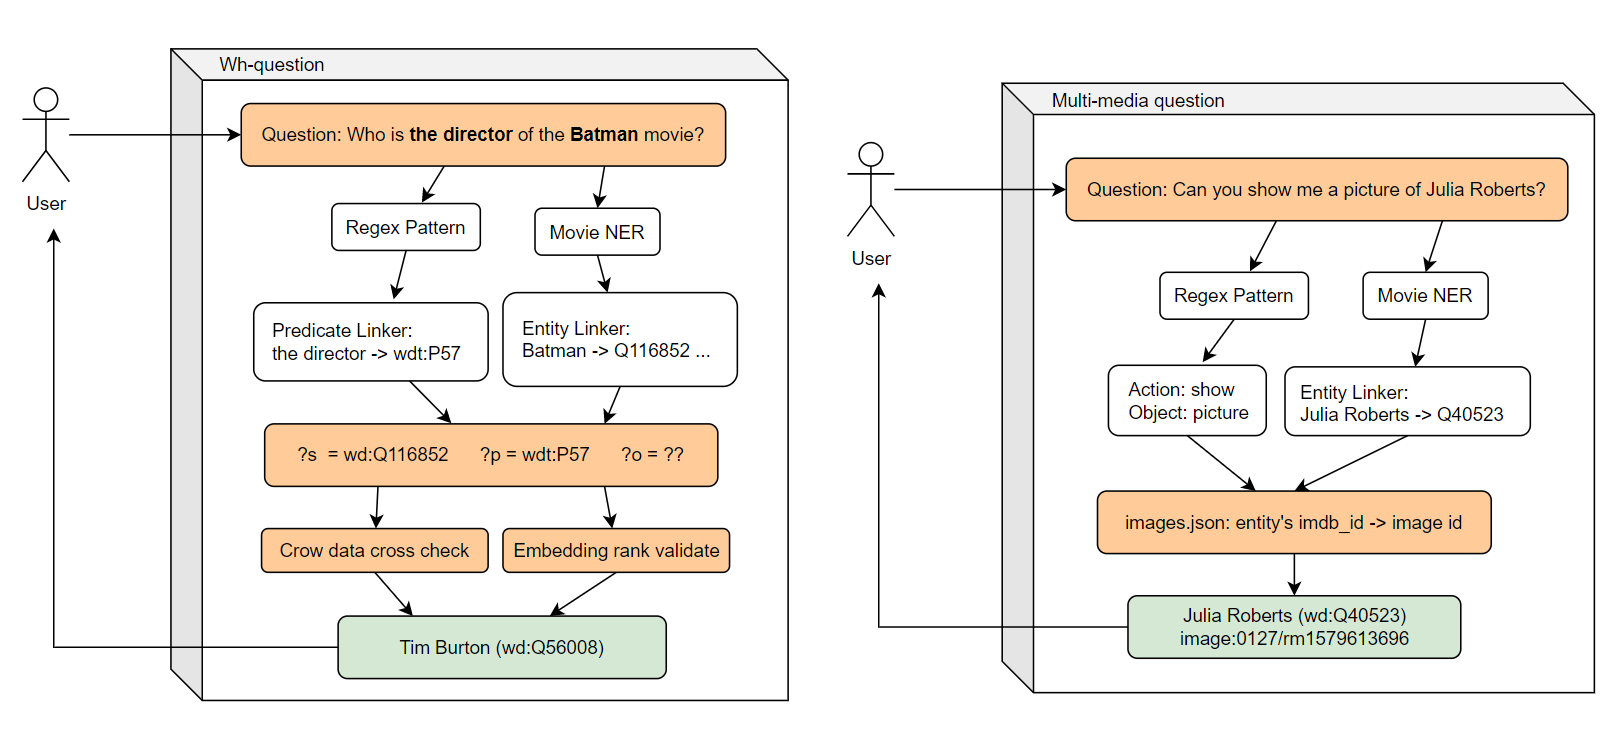 Wh-question
User
Question: Who is the director of the Batman movie?
Regex Pattern
Movie NER
Predicate Linker:
the director -> wdt:P57
Entity Linker:
Batman -> Q116852 ...
?s = wd:Q116852 ?p = wdt:P57 ?o = ??
Crow data cross check
Embedding rank validate
Tim Burton (wd:Q56008)
Multi-media question
User
Question: Can you show me a picture of Julia Roberts?
Regex Pattern
Movie NER
Action: show
Object: picture
Entity Linker:
Julia Roberts -> Q40523
images.json: entity's imdb_id -> image id
Julia Roberts (wd:Q40523)
image:0127/rm1579613696